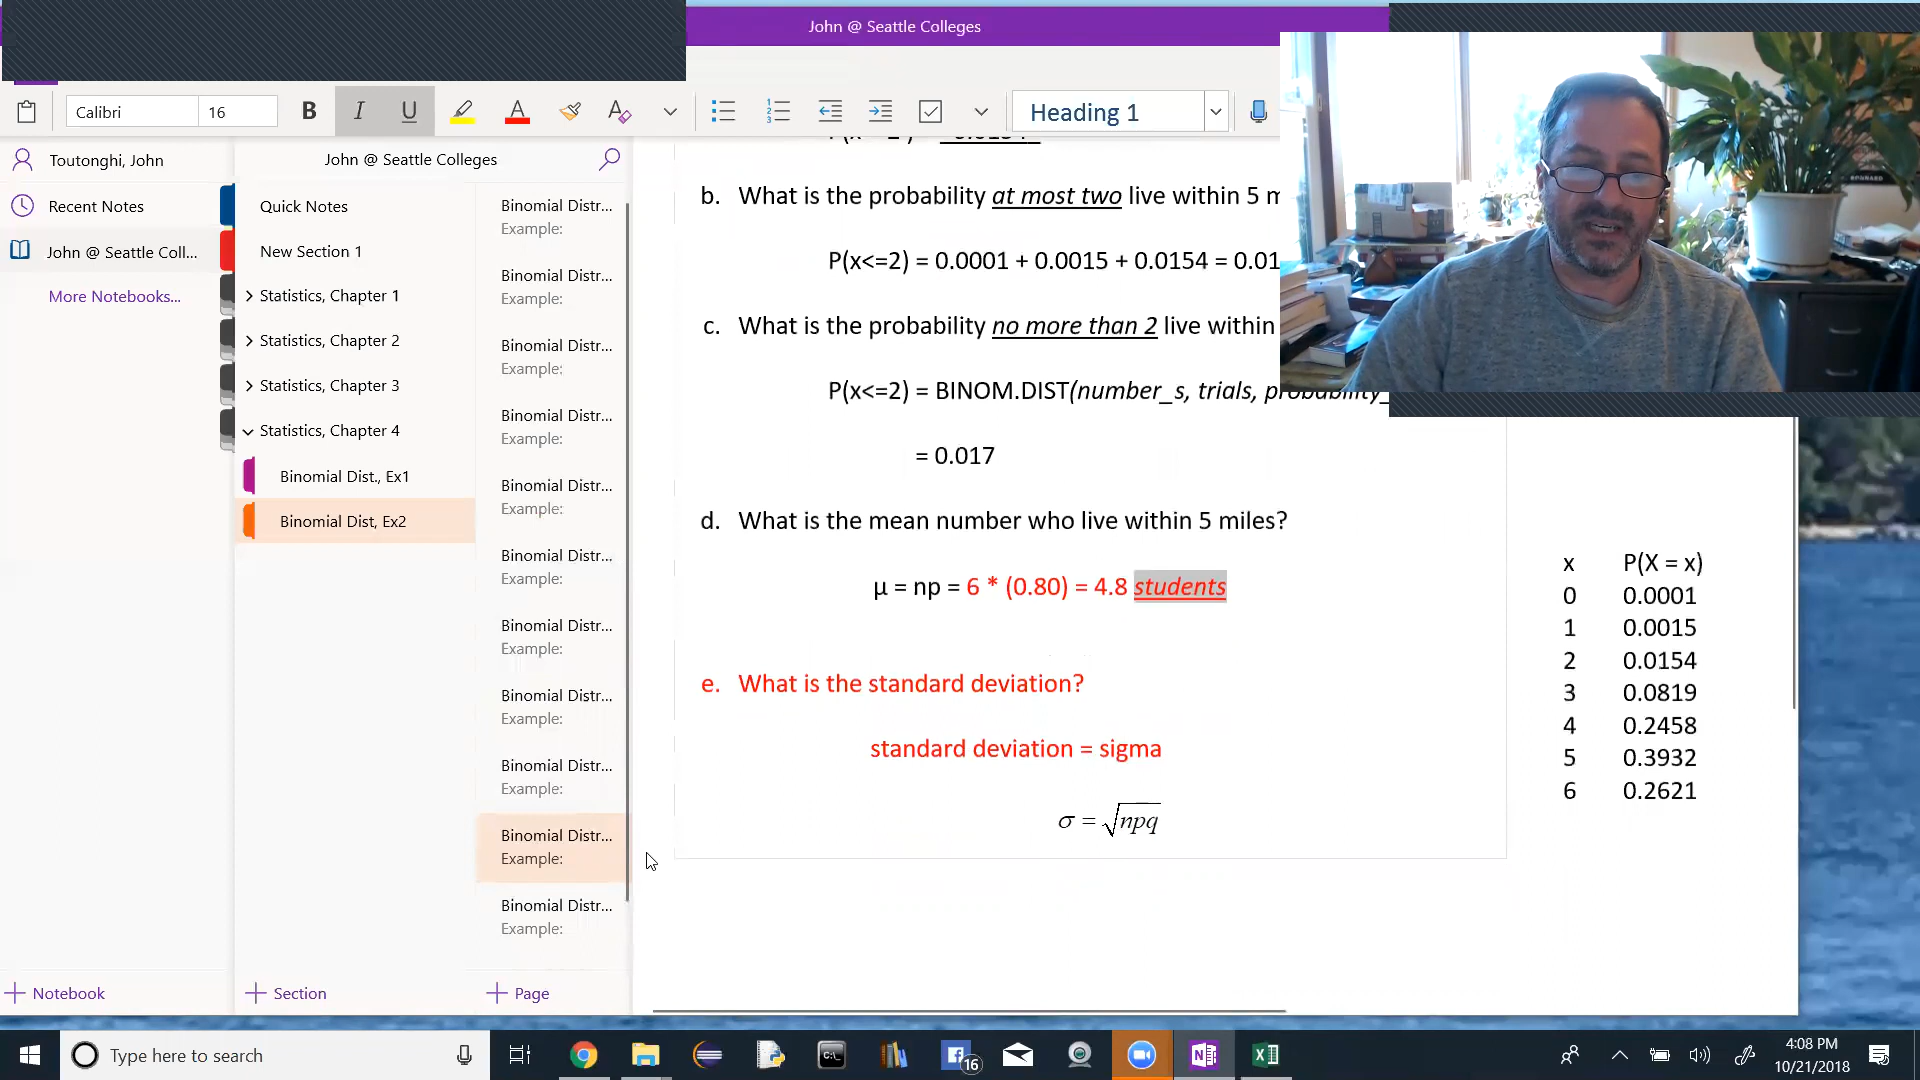 John @ Seattle Colleges
Calibri
16
B
I
U
A
Heading 1
Toutonghi, John
John @ Seattle Colleges
Recent Notes
John @ Seattle Coll...
More Notebooks...
Quick Notes
New Section 1
Statistics, Chapter 1
Statistics, Chapter 2
Statistics, Chapter 3
Statistics, Chapter 4
Binomial Dist., Ex1
Binomial Dist, Ex2
Binomial Distr...
Example:
Binomial Distr...
Example:
Binomial Distr...
Example:
Binomial Distr...
Example:
Binomial Distr...
Example:
Binomial Distr...
Example:
Binomial Distr...
Example:
Binomial Distr...
Example:
Binomial Distr...
Example:
Binomial Distr...
Example:
Binomial Distr...
Example:
+ Notebook
+ Section
+ Page
b. What is the probability at most two live within 5
P(x<=2) = 0.0001 + 0.0015 + 0.0154 = 0.01
c. What is the probability no more than 2 live within
P(x<=2) = BINOM.DIST(number_s, trials, probability_
= 0.017
d. What is the mean number who live within 5 miles?
μ = np = 6 * (0.80) = 4.8 students
e. What is the standard deviation?
standard deviation = sigma
σ = √npq
x P(X = x)
0 0.0001
1 0.0015
2 0.0154
3 0.0819
4 0.2458
5 0.3932
6 0.2621
Type here to search
16
4:08 PM
10/21/2018